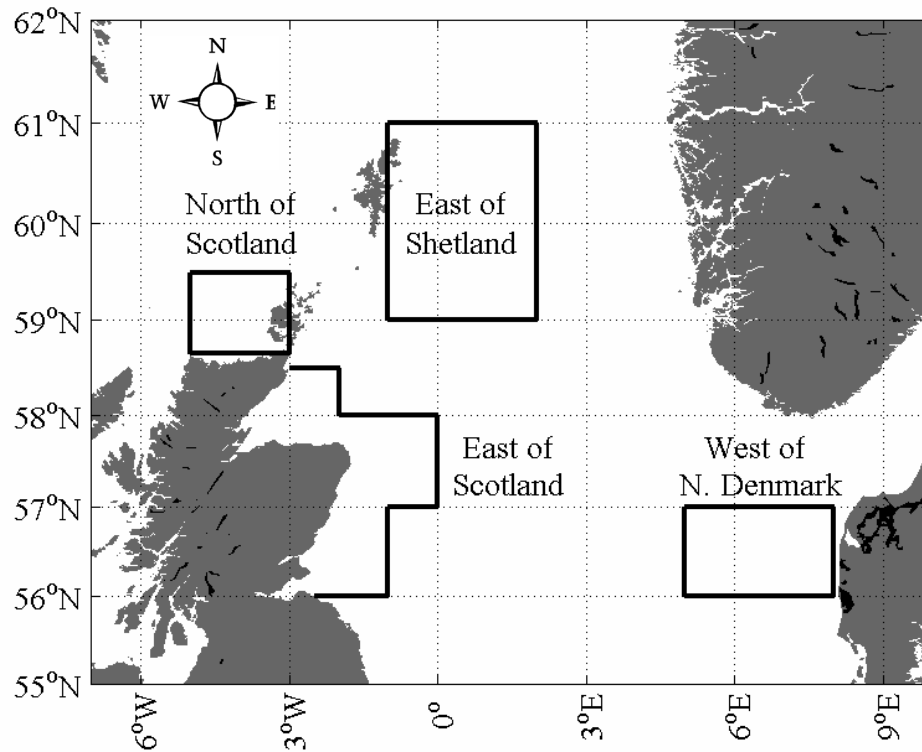 62°N
61°N
60°N
59°N
58°N
57°N
56°N
55°N
N
W
E
S
North of
Scotland
East of
Shetland
East of
Scotland
West of
N. Denmark
6°W
3°W
0°
3°E
6°E
9°E